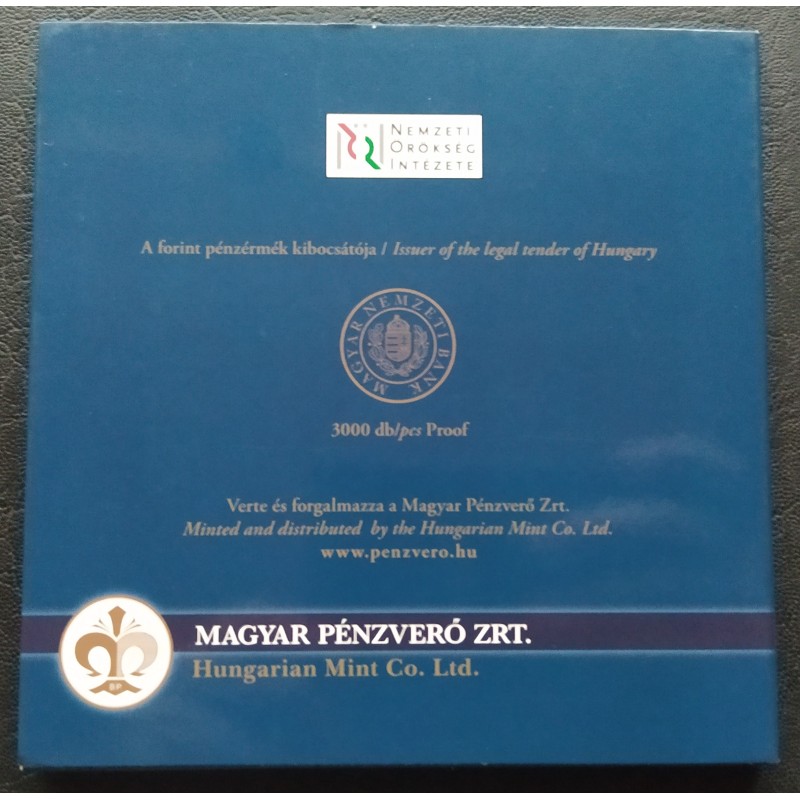 NEMZETI
ÖRÖKSÉG
INTÉZETE
A forint pénzérmék kibocsátója / Issuer of the legal tender of Hungary
MAGYAR NEMZETI BANK
3000 db/pcs Proof
Verte és forgalmazza a Magyar Pénzverő Zrt.
Minted and distributed by the Hungarian Mint Co. Ltd.
www.penzvero.hu
MAGYAR PÉNZVERŐ ZRT.
Hungarian Mint Co. Ltd.
BP